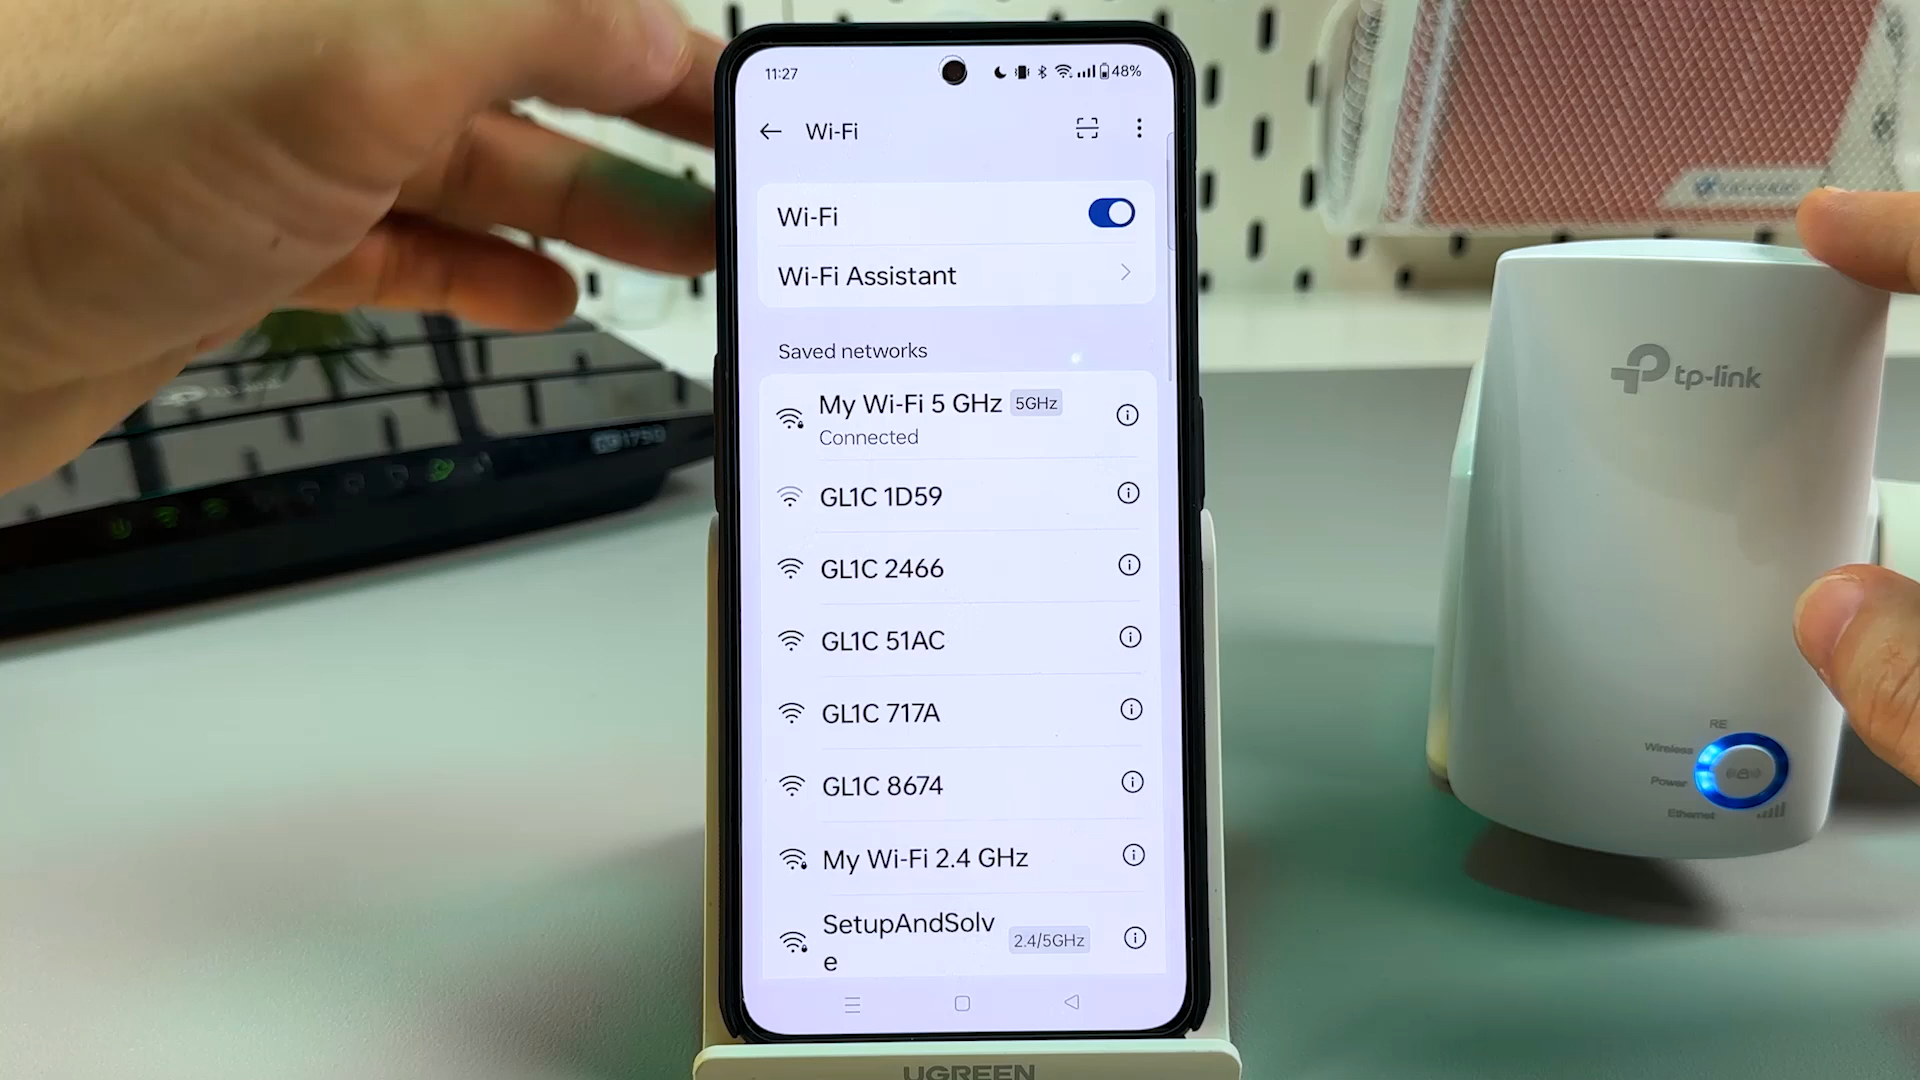 11:27
48%
Wi-Fi
Wi-Fi
Wi-Fi Assistant
Saved networks
My Wi-Fi 5 GHz 5GHz
Connected
GL1C 1D59
GL1C 2466
GL1C 51AC
GL1C 717A
GL1C 8674
My Wi-Fi 2.4 GHz
SetupAndSolv
e
2.4/5GHz
UGREEN
tp-link
RE
Wireless
Power
Ethernet